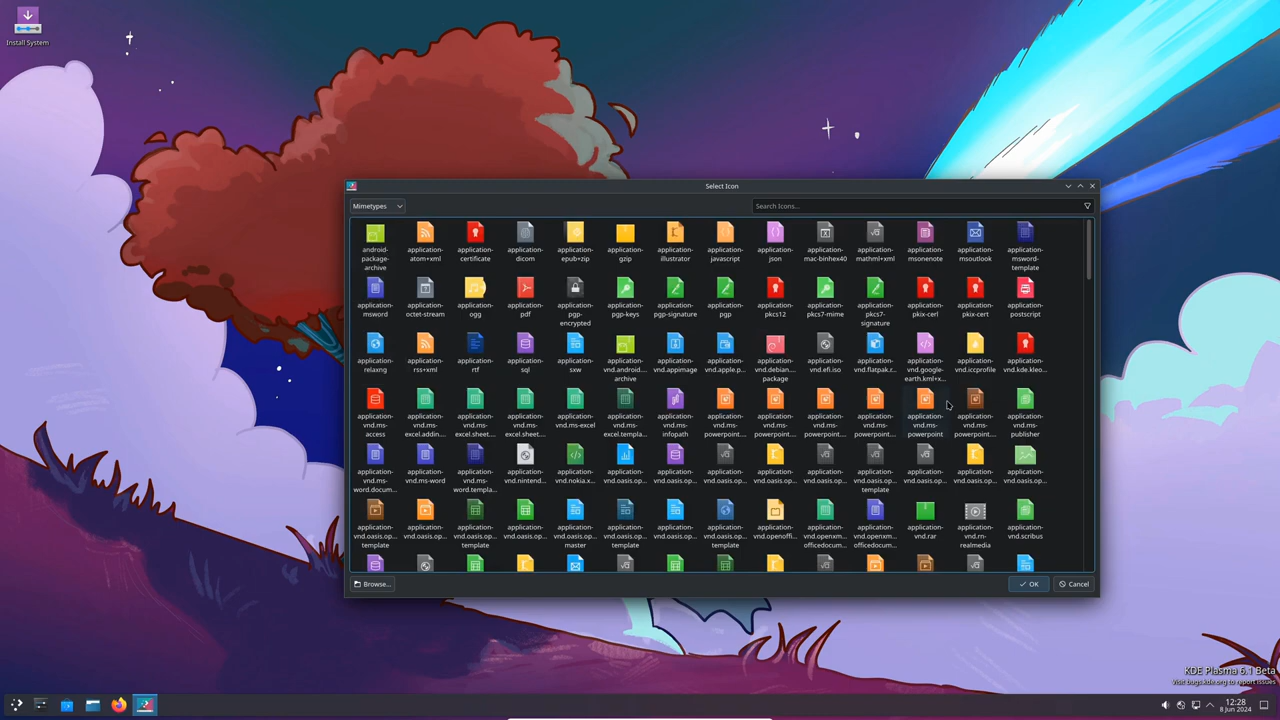 Install System
Select Icon
Mimetypes
Search Icons...
android-
package-
archive
application-
atom+xml
application-
certificate
application-
dicom
application-
epub+zip
application-
gzip
application-
illustrator
application-
javascript
application-
json
application-
mac-binhex40
application-
mathml+xml
application-
msonenote
application-
msoutlook
application-
msword-
template
application-
msword
application-
octet-stream
application-
ogg
application-
pdf
application-
pgp-
encrypted
application-
pgp-keys
application-
pgp-signature
application-
pgp
application-
pkcs12
application-
pkcs7-mime
application-
pkcs7-
signature
application-
pkix-cerl
application-
pkix-cert
application-
postscript
application-
relaxng
application-
rss+xml
application-
rtf
application-
sql
application-
sxw
application-
vnd.android....
archive
application-
vnd.appimage
application-
vnd.apple.p...
application-
vnd.debian....
package
application-
vnd.efi.iso
application-
vnd.flatpak.r...
application-
vnd.google-
earth.kml+x...
application-
vnd.iccprofile
application-
vnd.kde.kleo...
application-
vnd.ms-
access
application-
vnd.ms-
excel.addin....
application-
vnd.ms-
excel.sheet....
application-
vnd.ms-
excel.sheet....
application-
vnd.ms-excel
application-
vnd.ms-
excel.templa...
application-
vnd.ms-
infopath
application-
vnd.ms-
powerpoint....
application-
vnd.ms-
powerpoint....
application-
vnd.ms-
powerpoint....
application-
vnd.ms-
powerpoint....
application-
vnd.ms-
powerpoint
application-
vnd.ms-
powerpoint....
application-
vnd.ms-
publisher
application-
vnd.ms-
word.docum...
application-
vnd.ms-word
application-
vnd.ms-
word.templa...
application-
vnd.nintend...
application-
vnd.nokia.x...
application-
vnd.oasis.op...
application-
vnd.oasis.op...
application-
vnd.oasis.op...
application-
vnd.oasis.op...
application-
vnd.oasis.op...
application-
vnd.oasis.op...
template
application-
vnd.oasis.op...
application-
vnd.oasis.op...
application-
vnd.oasis.op...
application-
vnd.oasis.op...
template
application-
vnd.oasis.op...
application-
vnd.oasis.op...
template
application-
vnd.oasis.op...
application-
vnd.oasis.op...
master
application-
vnd.oasis.op...
template
application-
vnd.oasis.op...
application-
vnd.oasis.op...
template
application-
vnd.openoffi...
application-
vnd.openxm...
officedocum...
application-
vnd.openxm...
officedocum...
application-
vnd.rar
application-
vnd.rn-
realmedia
application-
vnd.scribus
Browse...
OK
Cancel
KDE Plasma 6.1 Beta
Visit bugs.kde.org to report issues
12:28
8 Jun 2024